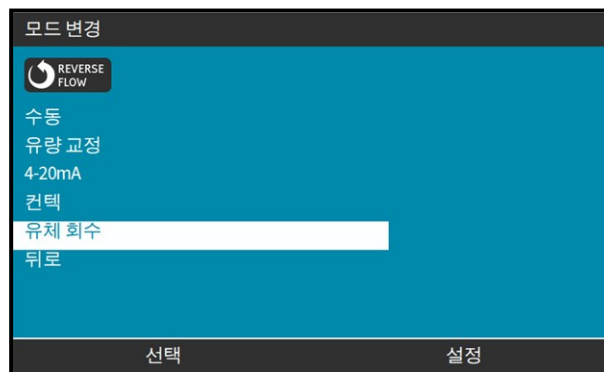 모드 변경
REVERSE
FLOW
수동
유량 교정
4-20mA
컨텍
유체 회수
뒤로
선택 설정